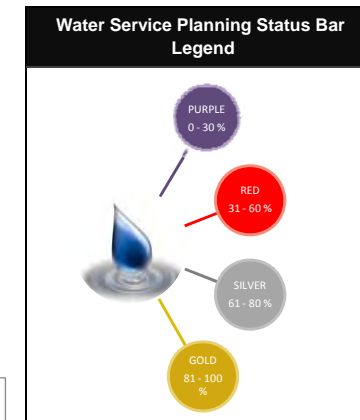 Water Service Planning Status Bar
Legend
PURPLE
0 - 30 %
RED
31 - 60 %
SILVER
61 - 80 %
GOLD
81 - 100
%